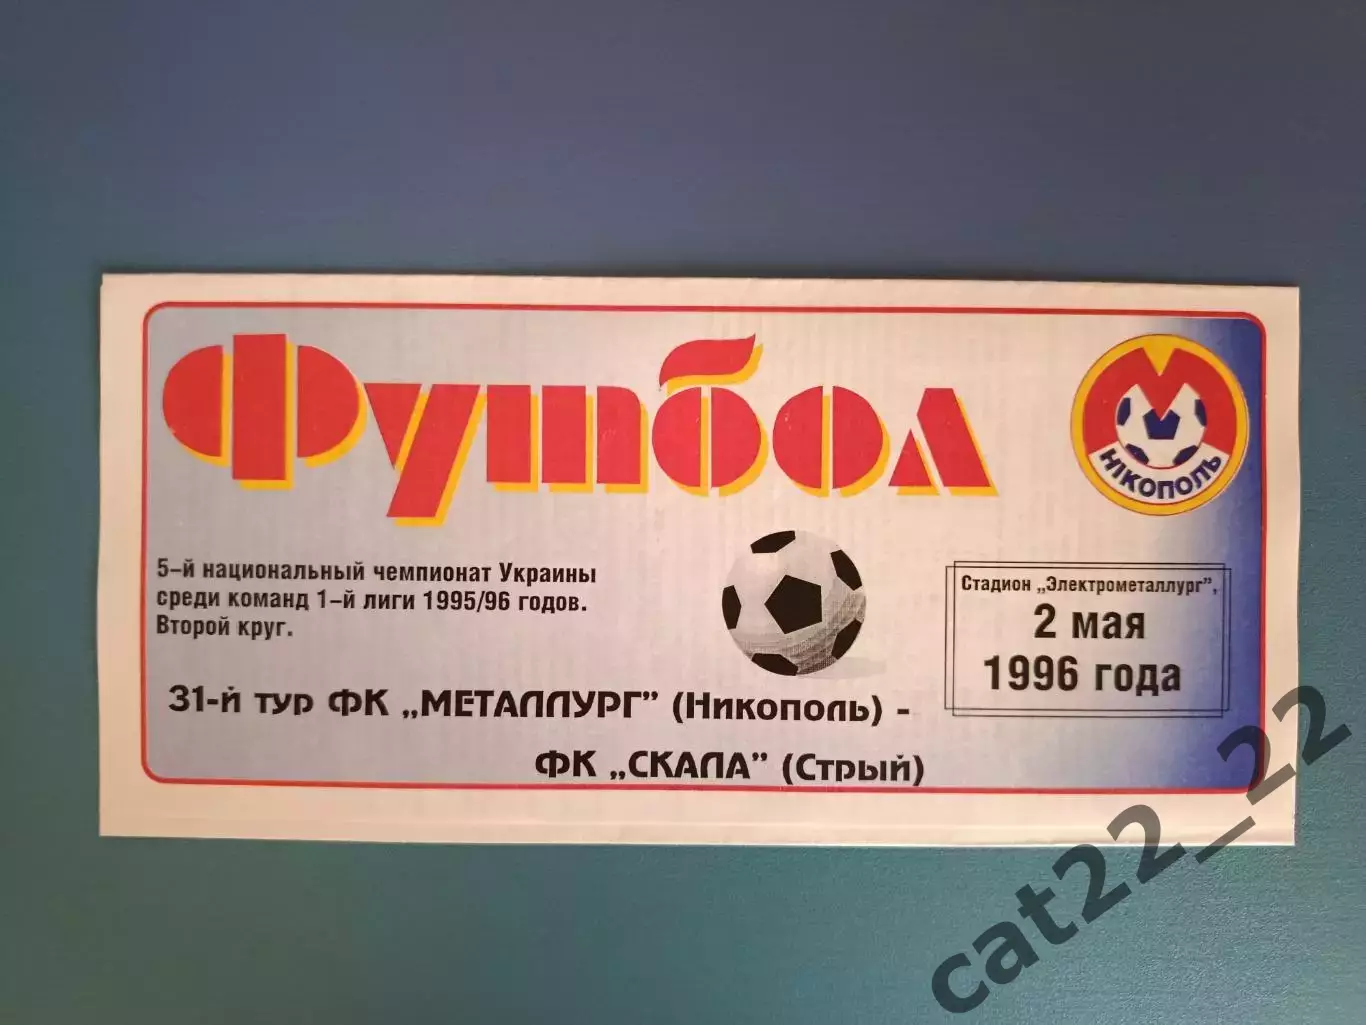 Футбол
М
НІКОПОЛЬ
5-й национальный чемпионат Украины
среди команд 1-й лиги 1995/96 годов.
Второй круг.
Стадион „Электрометаллург”,
2 мая
1996 года
31-й тур ФК „МЕТАЛЛУРГ” (Никополь) -
ФК „СКАЛА” (Стрый)
cat22_22